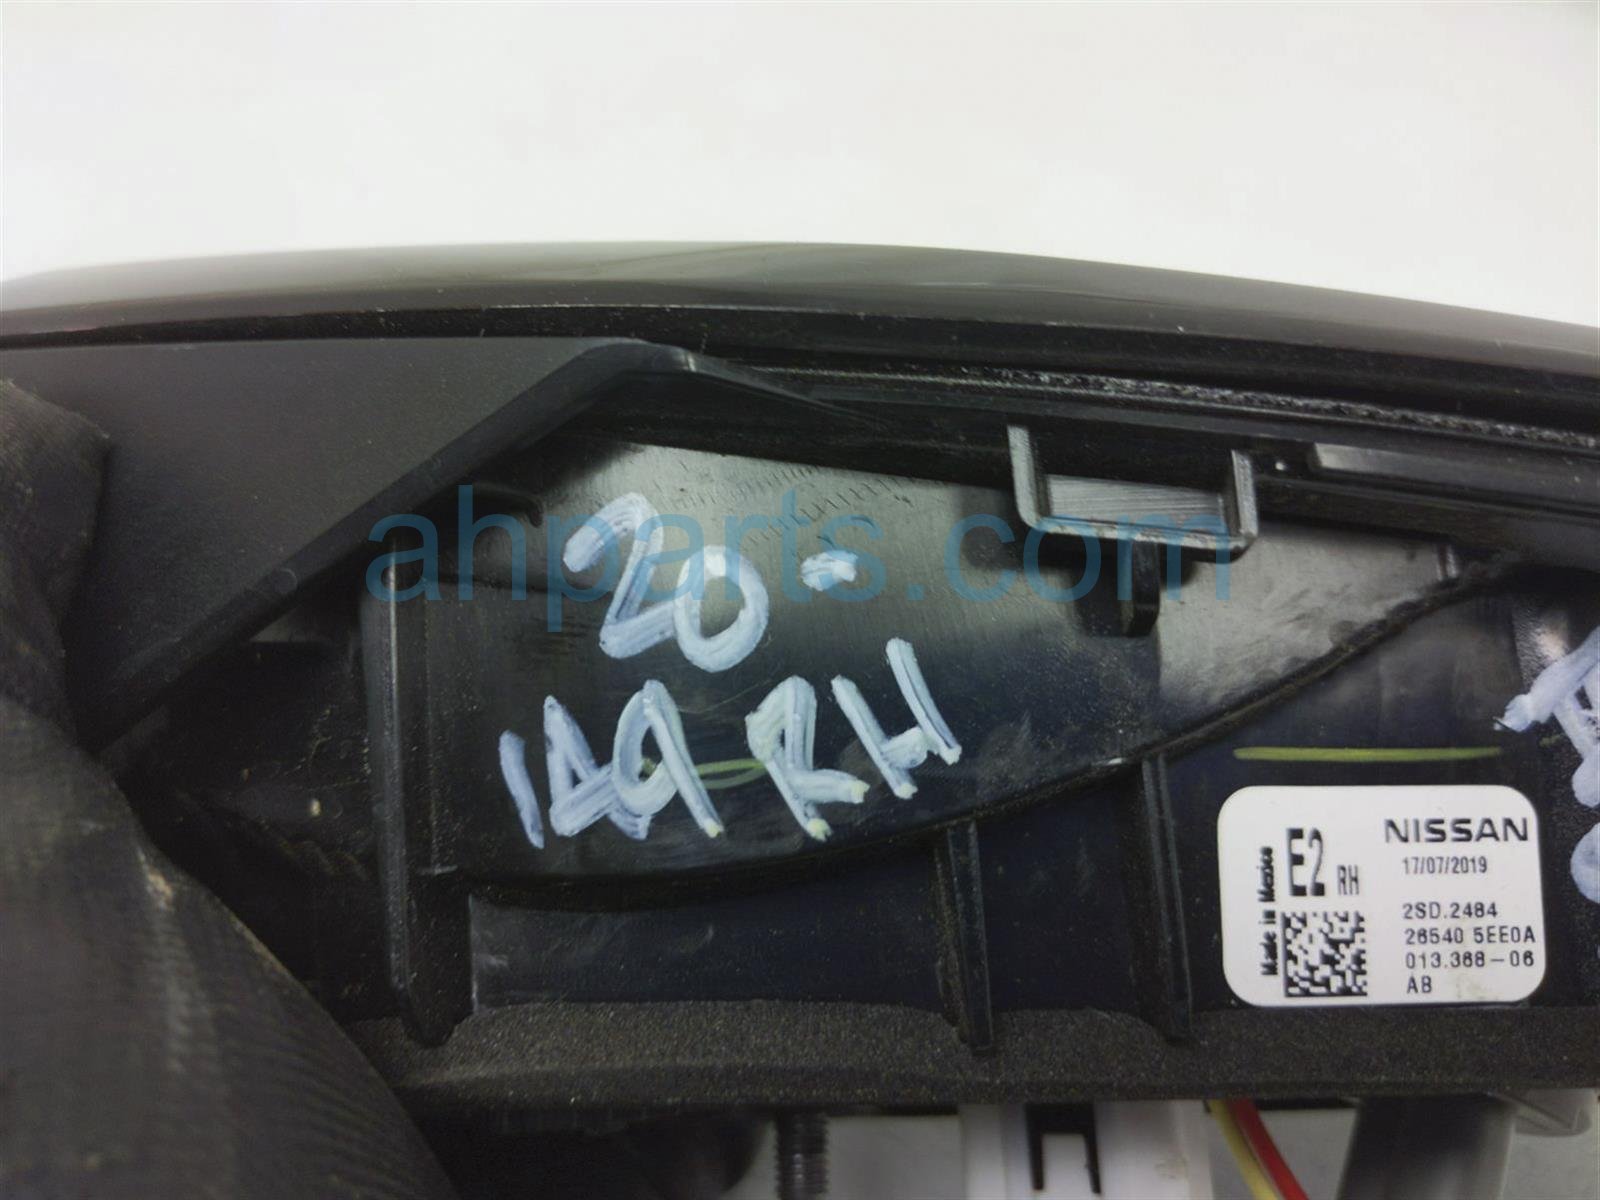 ahparts.com
20-
149 RH
Made in Mexico
E2 RH
NISSAN
17/07/2019
2SD.2484
26540 5EE0A
013.368-06
AB